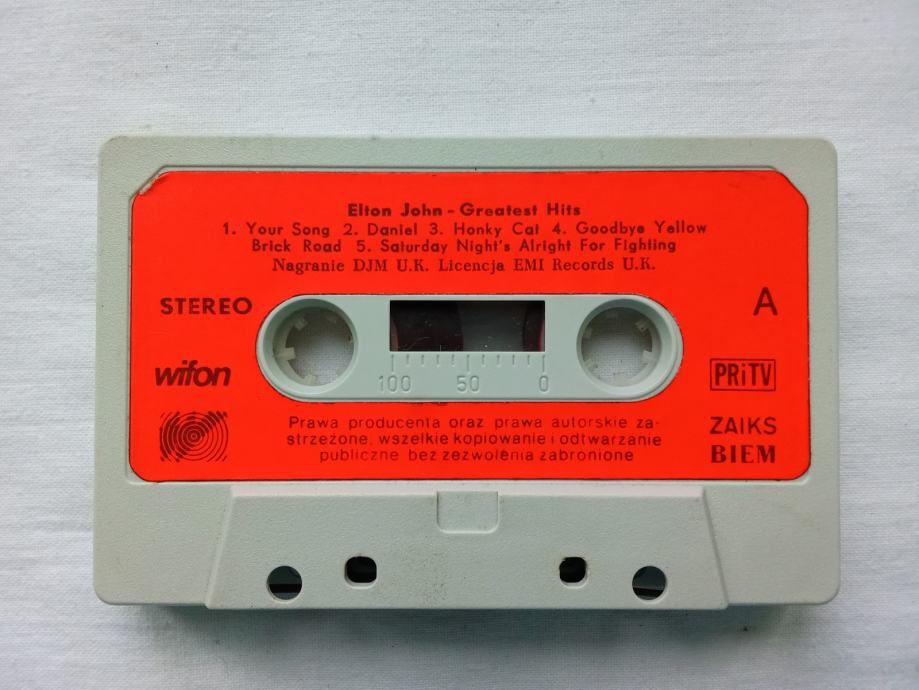 Elton John - Greatest Hits
1. Your Song 2. Daniel 3. Honky Cat 4. Goodbye Yellow
Brick Road 5. Saturday Night's Alright For Fighting
Nagranie DJM U.K. Licencja EMI Records U.K.
STEREO
A
100 50 0
wifon
PRiTV
Prawa producenta oraz prawa autorskie za-
strzeżone, wszelkie kopiowanie i odtwarzanie
publiczne bez zezwolenia zabronione
ZAIKS
BIEM